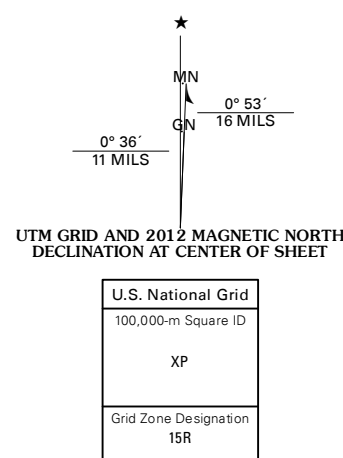 ★
MN
0° 53´
16 MILS
GN
0° 36´
11 MILS
UTM GRID AND 2012 MAGNETIC NORTH
DECLINATION AT CENTER OF SHEET
U.S. National Grid
100,000-m Square ID
XP
Grid Zone Designation
15R